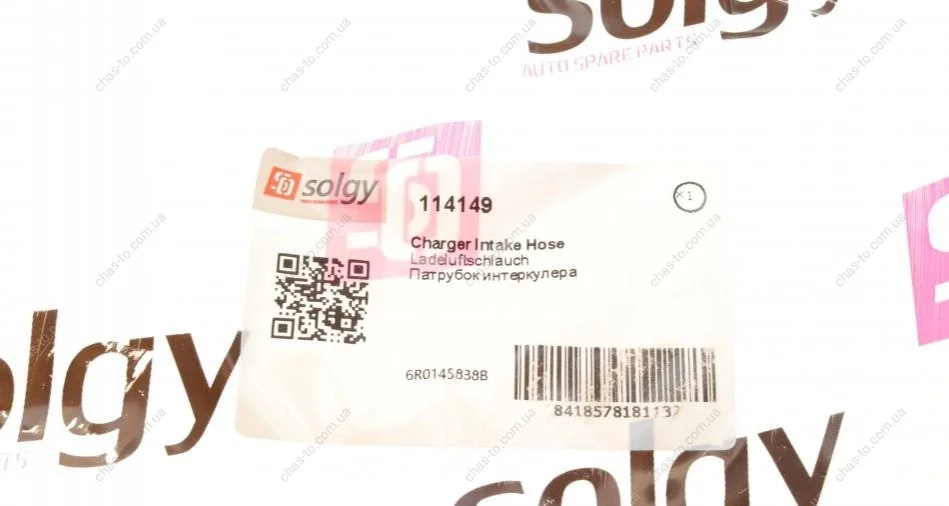 solgy
AUTO SPARE PARTS
solgy
114149
x1
Charger Intake Hose
Ladeluftschlauch
Патрубок интеркулера
6R0145838B
8418578181137
solgy
solgy
chas-to.com.ua